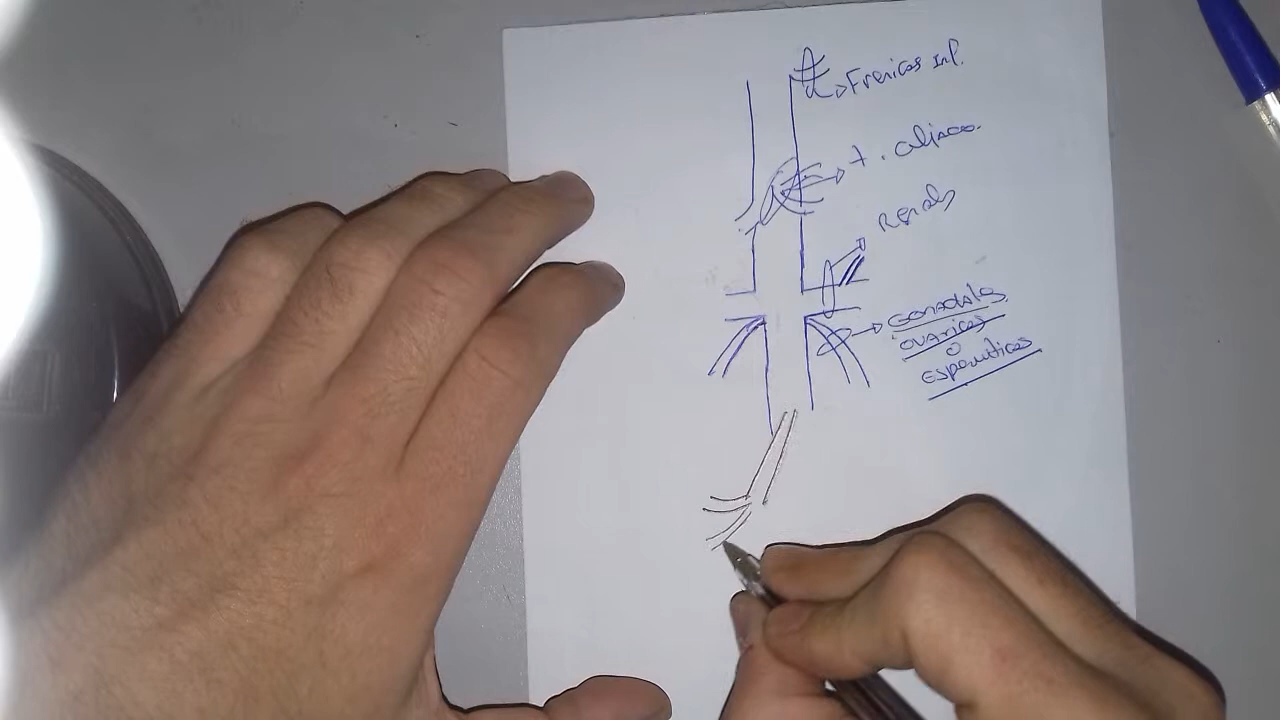 Frenicas Inf.
t. celiaco.
Renales
Gonadales
ovaricas
o
Espermaticas